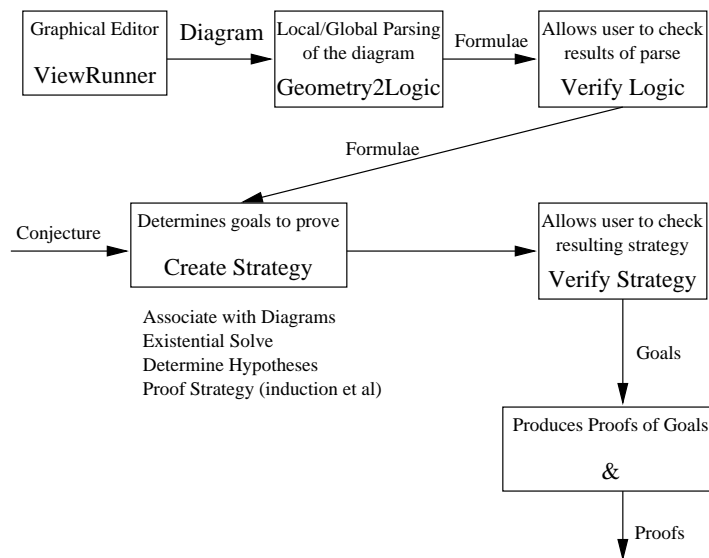 Graphical Editor
ViewRunner
Diagram
Local/Global Parsing
of the diagram
Geometry2Logic
Formulae
Allows user to check
results of parse
Verify Logic
Formulae
Conjecture
Determines goals to prove
Create Strategy
Allows user to check
resulting strategy
Verify Strategy
Associate with Diagrams
Existential Solve
Determine Hypotheses
Proof Strategy (induction et al)
Goals
Produces Proofs of Goals
&
Proofs